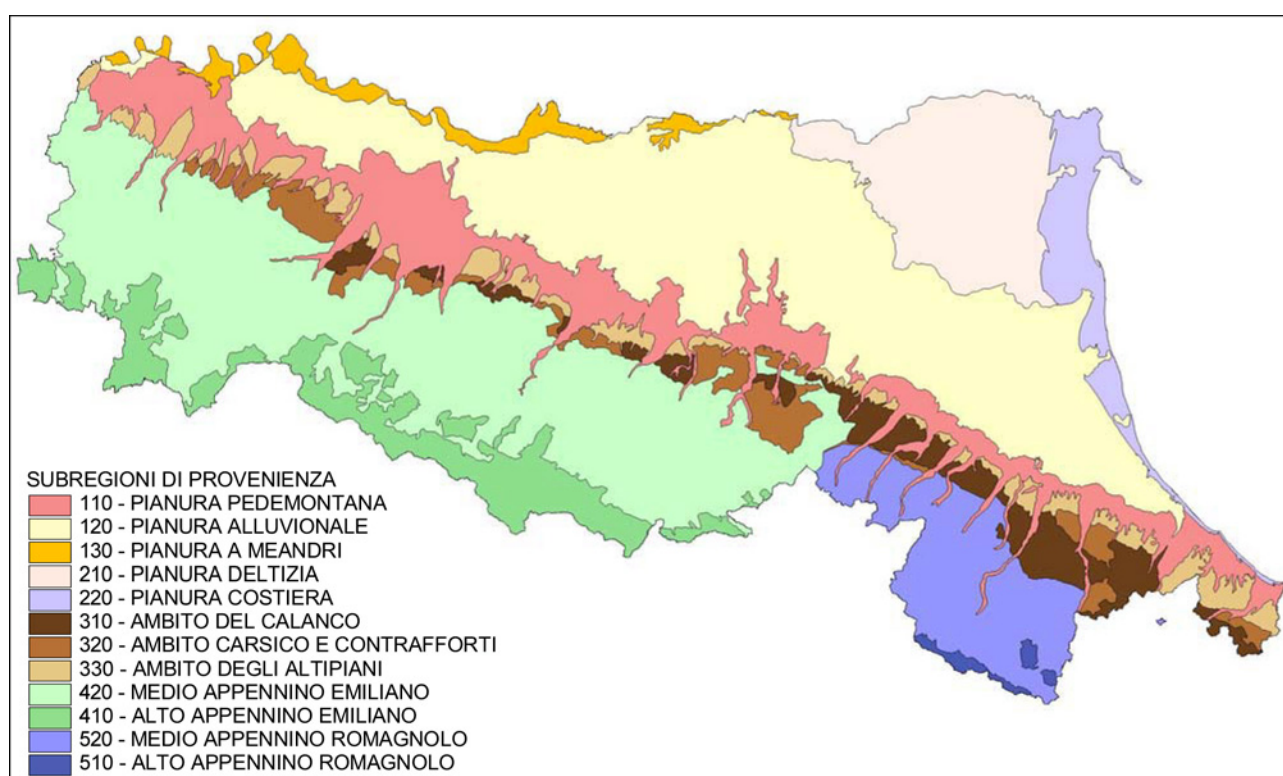 SUBREGIONI DI PROVENIENZA
110 - PIANURA PEDEMONTANA
120 - PIANURA ALLUVIONALE
130 - PIANURA A MEANDRI
210 - PIANURA DELTIZIA
220 - PIANURA COSTIERA
310 - AMBITO DEL CALANCO
320 - AMBITO CARSICO E CONTRAFFORTI
330 - AMBITO DEGLI ALTIPIANI
420 - MEDIO APPENNINO EMILIANO
410 - ALTO APPENNINO EMILIANO
520 - MEDIO APPENNINO ROMAGNOLO
510 - ALTO APPENNINO ROMAGNOLO